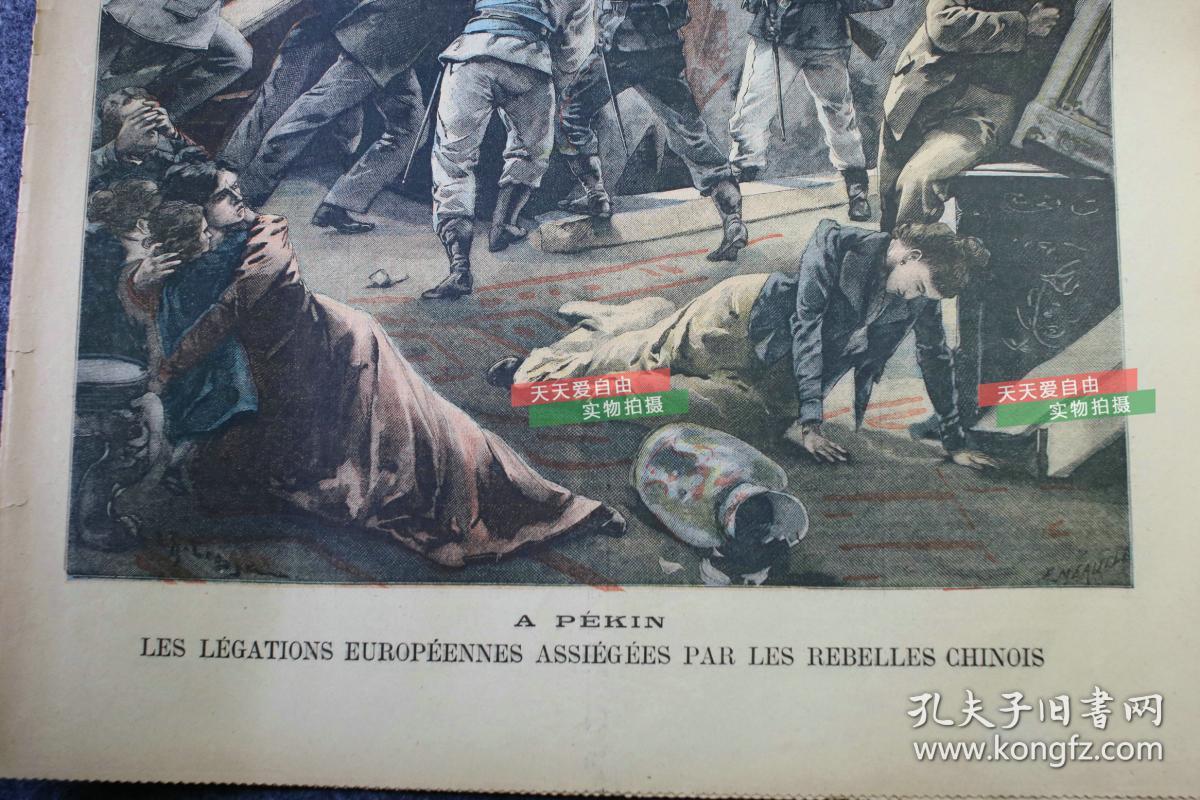 天天爱自由
实物拍摄
天天爱自由
实物拍摄
A PÉKIN
LES LÉGATIONS EUROPÉENNES ASSIÉGÉES PAR LES REBELLES CHINOIS
孔夫子旧书网
www.kongfz.com